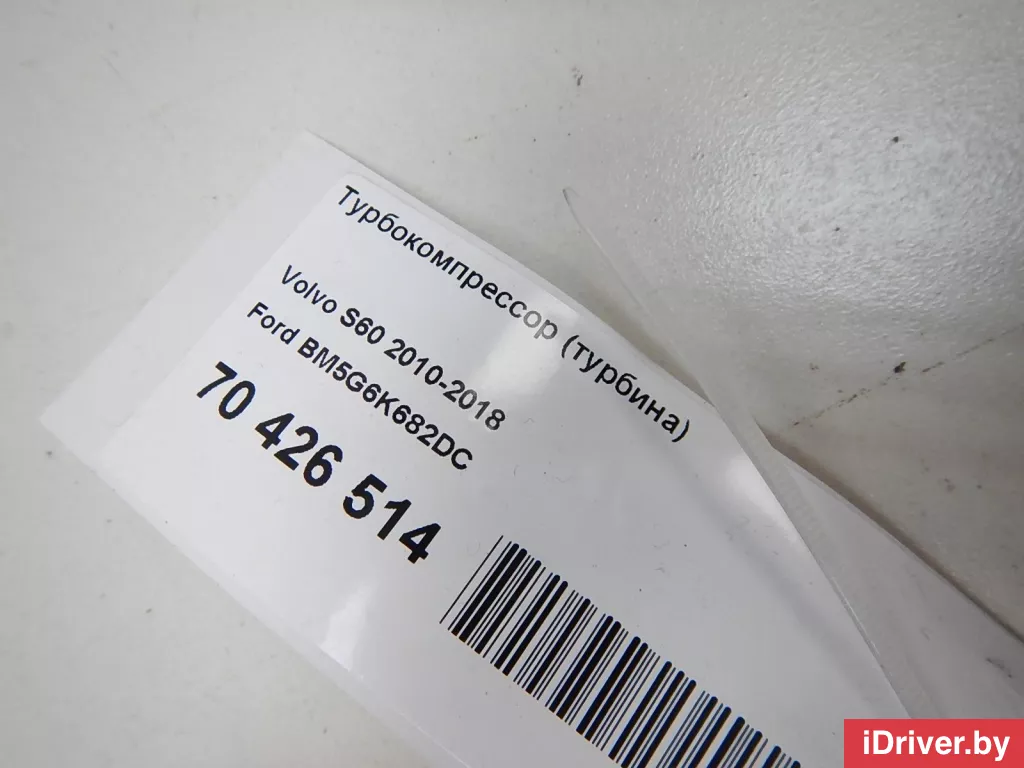 Турбокомпрессор (турбина)
Volvo S60 2010-2018
Ford BM5G6K682DC
70 426 514
iDriver.by